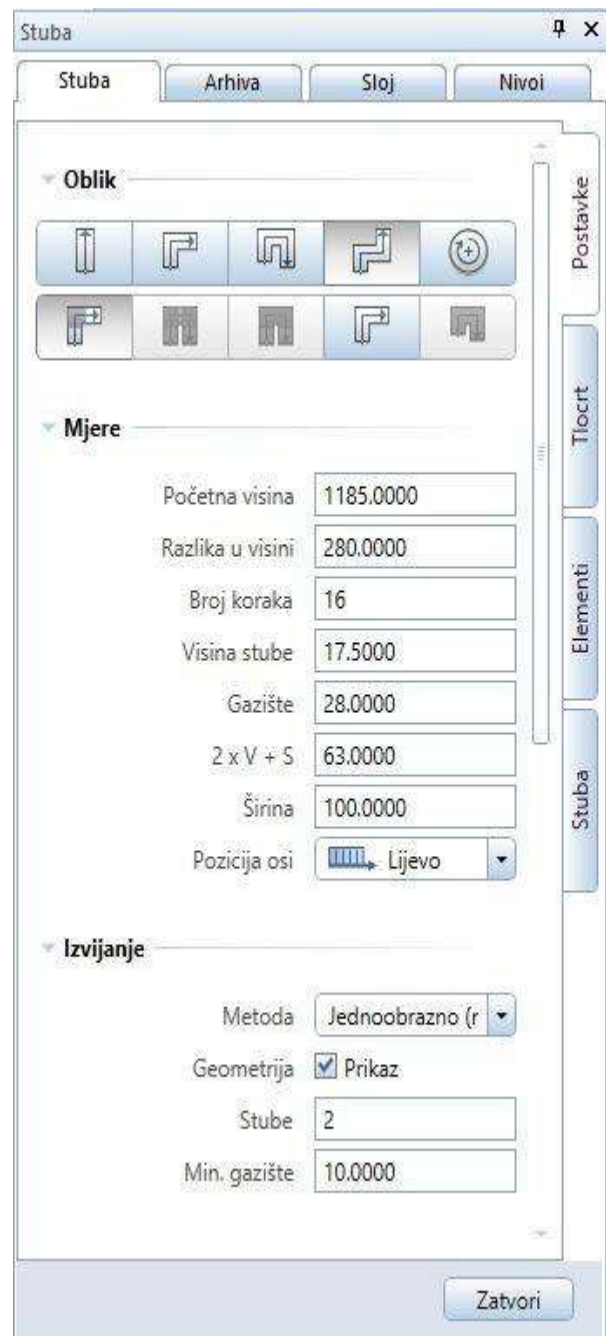 Stuba
Stuba Arhiva Sloj Nivoi
Oblik
Mjere
Početna visina 1185.0000
Razlika u visini 280.0000
Broj koraka 16
Visina stube 17.5000
Gazište 28.0000
2 x V + S 63.0000
Širina 100.0000
Pozicija osi Lijevo
Izvijanje
Metoda Jednoobrazno (r
Geometrija Prikaz
Stube 2
Min. gazište 10.0000
Postavke
Tlocrt
Elementi
Stuba
Zatvori